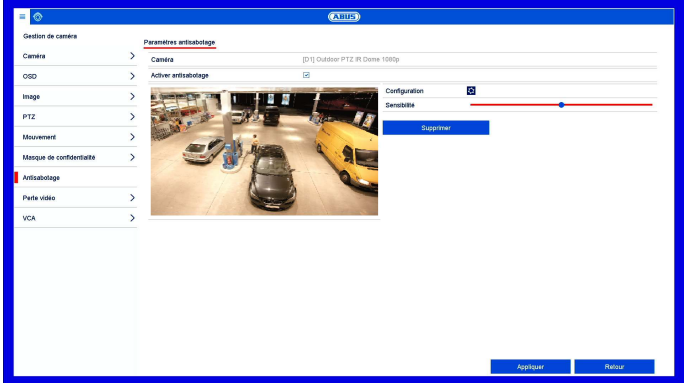 ABUS
Gestion de caméra
Caméra
OSD
Image
PTZ
Mouvement
Masque de confidentialité
Antisabotage
Perte vidéo
VCA
Paramètres antisabotage
Caméra [D1] Outdoor PTZ IR Dome 1080p
Activer antisabotage
Configuration
Sensibilité
Supprimer
Appliquer Retour